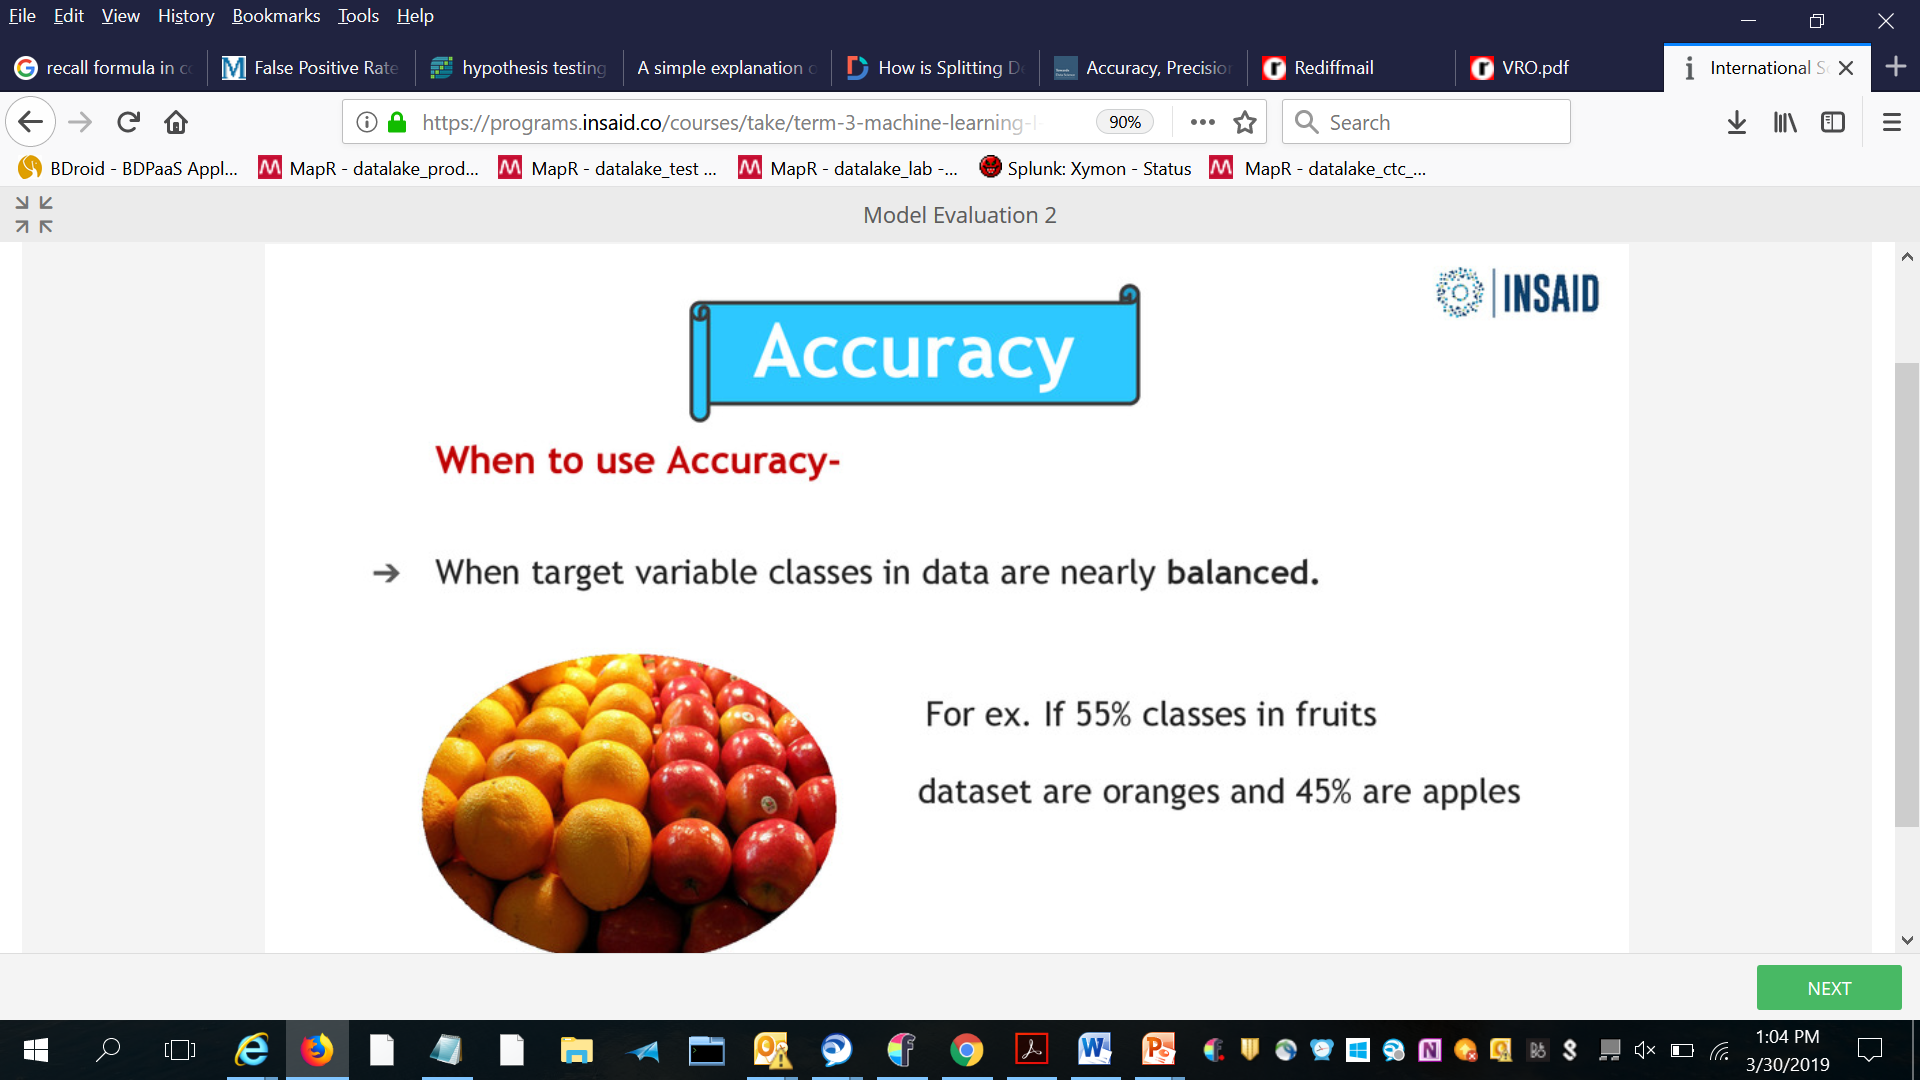 File Edit View History Bookmarks Tools Help
recall formula in
False Positive Rate
hypothesis testing
A simple explanation
How is Splitting
Accuracy, Precision
Rediffmail
VRO.pdf
International
https://programs.insaid.co/courses/take/term-3-machine-learning-
90%
Search
BDroid - BDPaaS Appl...
MapR - datalake_prod...
MapR - datalake_test ...
MapR - datalake_lab -...
Splunk: Xymon - Status
MapR - datalake_ctc_...
Model Evaluation 2
INSAID
Accuracy
When to use Accuracy-
➔ When target variable classes in data are nearly balanced.
For ex. If 55% classes in fruits
dataset are oranges and 45% are apples
NEXT
1:04 PM
3/30/2019